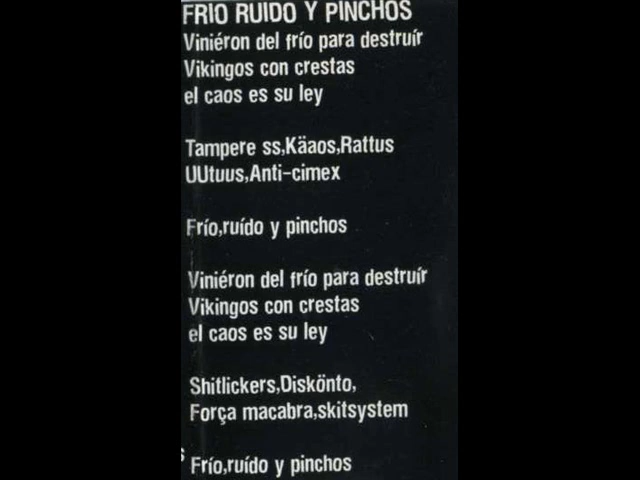 FRIO RUIDO Y PINCHOS
Viniéron del frío para destruír
Vikingos con crestas
el caos es su ley
Tampere ss,Käaos,Rattus
UUtuus,Anti-cimex
Frío,ruído y pinchos
Viniéron del frío para destruír
Vikingos con crestas
el caos es su ley
Shitlickers,Diskönto,
Força macabra,skitsystem
s
Frío,ruído y pinchos